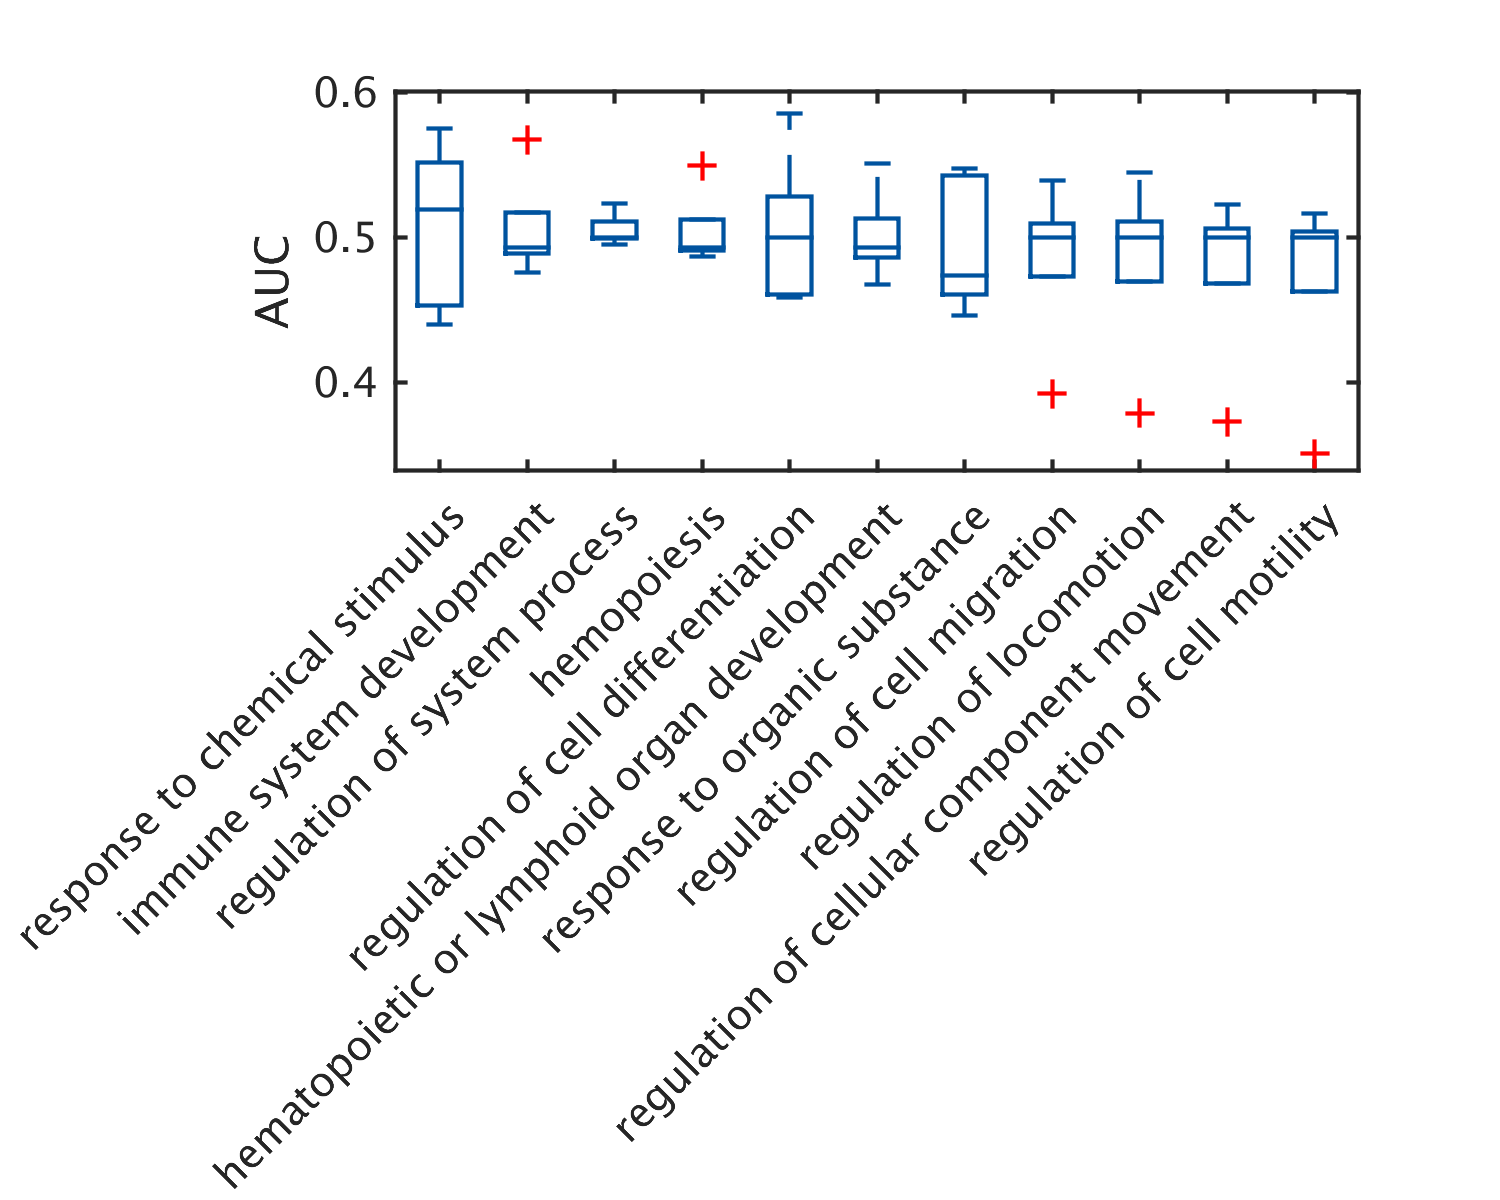 0.6
0.5
0.4
AUC
response to chemical stimulus
immune system development
regulation of system process
hemopoiesis
regulation of cell differentiation
hematopoietic or lymphoid organ development
response to organic substance
regulation of cell migration
regulation of locomotion
regulation of cellular component movement
regulation of cell motility